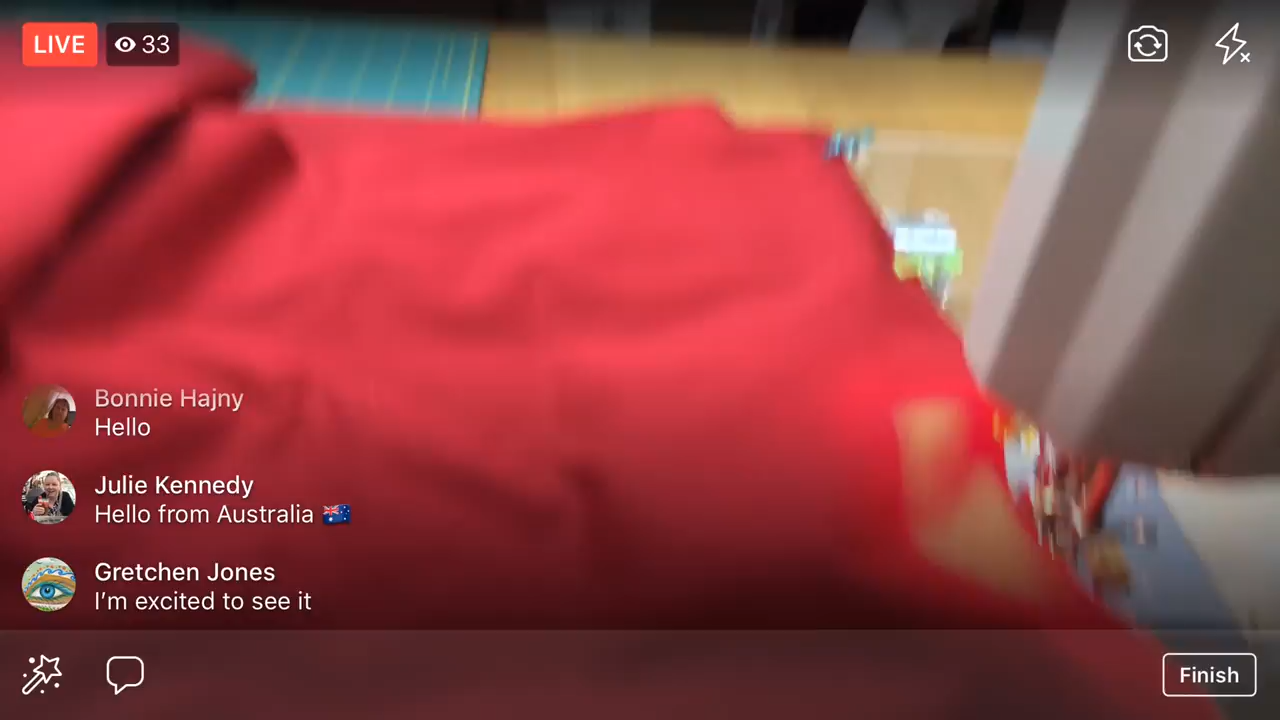 LIVE
33
Bonnie Hajny
Hello
Julie Kennedy
Hello from Australia 🇦🇺
Gretchen Jones
I’m excited to see it
Finish